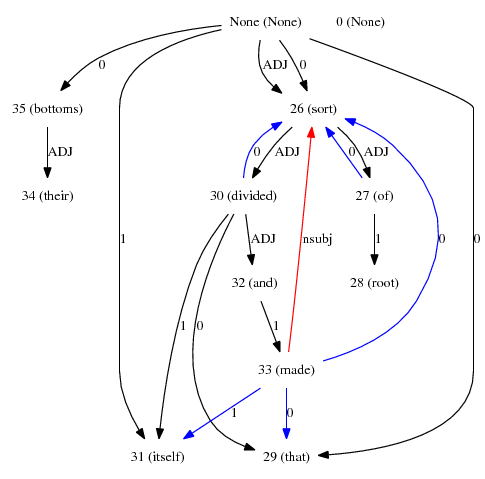 None (None) 0 (None)
0 ADJ 0
35 (bottoms) 26 (sort)
ADJ 0 ADJ 0 ADJ
34 (their) 30 (divided) 27 (of)
1 ADJ nsubj 1 0 0
32 (and) 28 (root)
1 0 1
33 (made)
1 0
31 (itself) 29 (that)